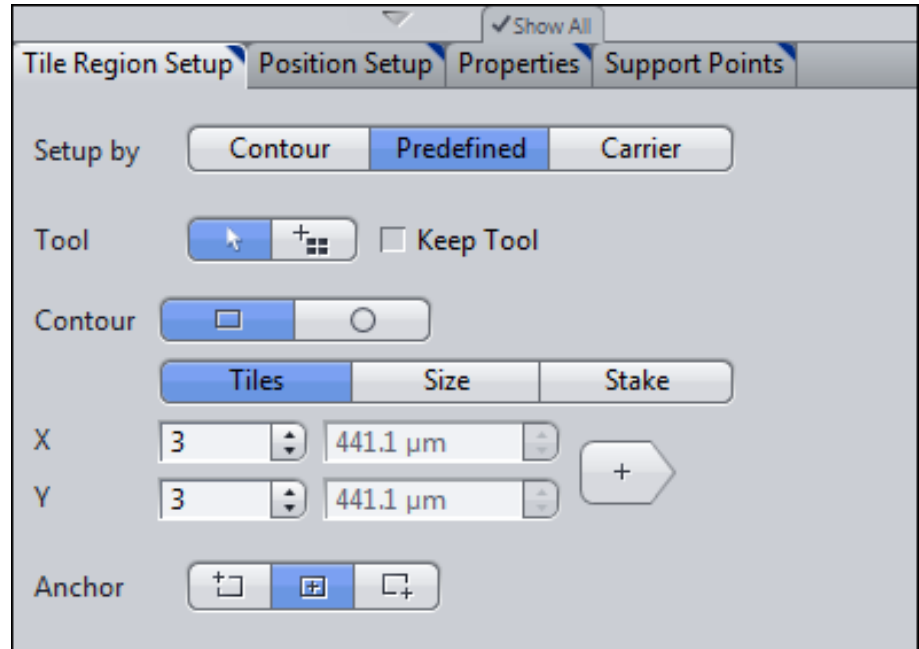 Show All
Tile Region Setup Position Setup Properties Support Points
Setup by Contour Predefined Carrier
Tool Keep Tool
Contour
Tiles Size Stake
X 3 441.1 µm
+
Y 3 441.1 µm
Anchor